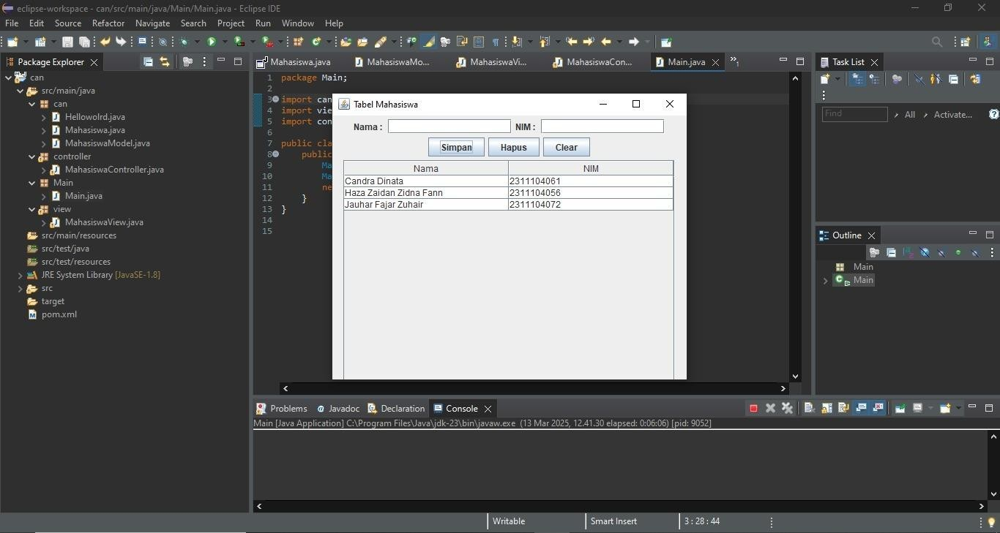 eclipse-workspace - can/src/main/java/Main/Main.java - Eclipse IDE
File Edit Source Refactor Navigate Search Project Run Window Help
Package Explorer
can
src/main/java
can
Hellowolrd.java
Mahasiswa.java
MahasiswaModel.java
controller
MahasiswaController.java
Main
Main.java
view
MahasiswaView.java
src/main/resources
src/test/java
src/test/resources
JRE System Library [JavaSE-1.8]
src
target
pom.xml
Mahasiswa.java MahasiswaMo... MahasiswaVi... MahasiswaCon... Main.java »1
1 package Main;
2
3 import can
4 import vie
5 import con
6
7 public cla
8 public
9 Ma
10 Ma
11 ne
12 }
13 }
14
15
Tabel Mahasiswa
Nama : NIM :
Simpan Hapus Clear
Nama NIM
Candra Dinata 2311104061
Haza Zaidan Zidna Fann 2311104056
Jauhar Fajar Zuhair 2311104072
Task List
Find All Activate...
Outline
Main
Main
Problems Javadoc Declaration Console
Main [Java Application] C:\Program Files\Java\jdk-23\bin\javaw.exe (13 Mar 2025, 12.41.30 elapsed: 0:06:06) [pid: 9052]
Writable Smart Insert 3 : 28 : 44